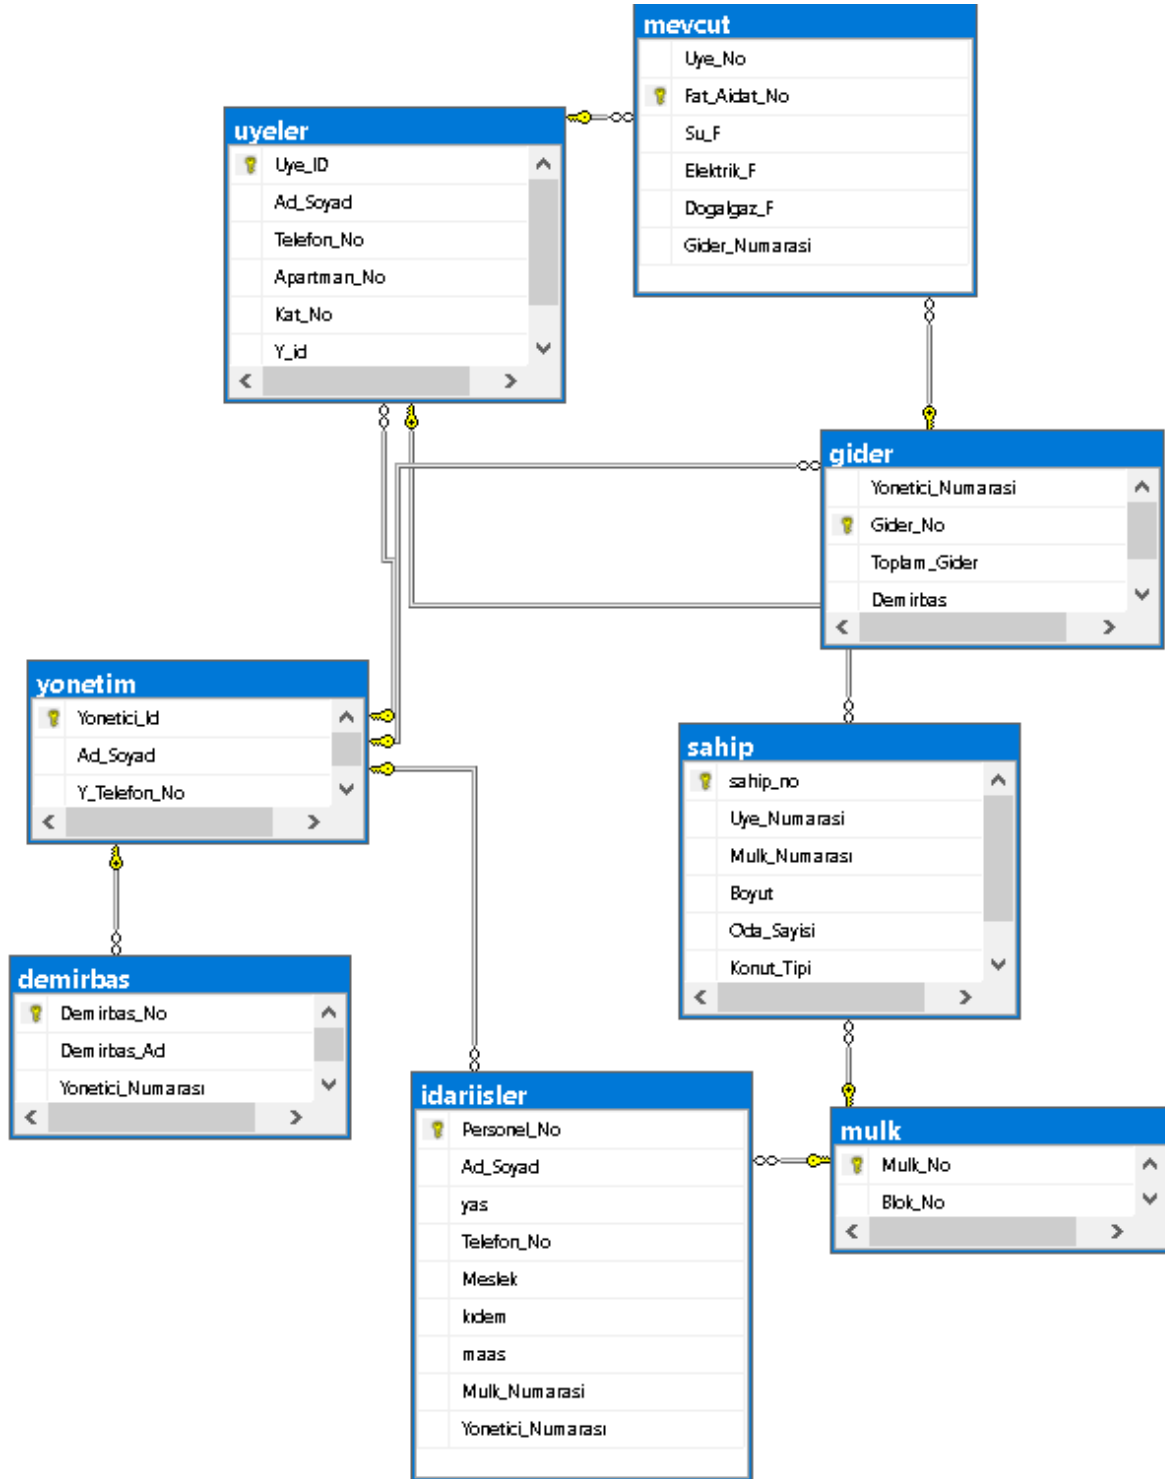 mevcut
Uye_No
Fat_Aidat_No
Su_F
Elektrik_F
Dogalgaz_F
Gider_Numarasi
uyeler
Uye_ID
Ad_Soyad
Telefon_No
Apartman_No
Kat_No
Y_id
gider
Yonetici_Numarasi
Gider_No
Toplam_Gider
Demirbas
yonetim
Yonetici_Id
Ad_Soyad
Y_Telefon_No
sahip
sahip_no
Uye_Numarasi
Mulk_Numarası
Boyut
Oda_Sayisi
Konut_Tipi
demirbas
Demirbas_No
Demirbas_Ad
Yonetici_Numarası
idariisler
Personel_No
Ad_Soyad
yas
Telefon_No
Meslek
kıdem
maas
Mulk_Numarasi
Yonetici_Numarası
mulk
Mulk_No
Blok_No